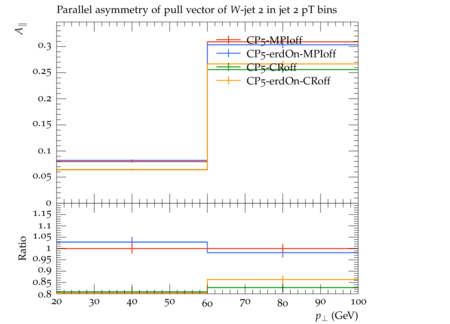 Parallel asymmetry of pull vector of W-jet 2 in jet 2 pT bins
A∥
CP5-MPIoff
CP5-erdOn-MPIoff
CP5-CRoff
CP5-erdOn-CRoff
0.3
0.25
0.2
0.15
0.1
0.05
0
Ratio
1.15
1.1
1.05
1
0.95
0.9
0.85
0.8
20 30 40 50 60 70 80 90 100
p⊥ (GeV)